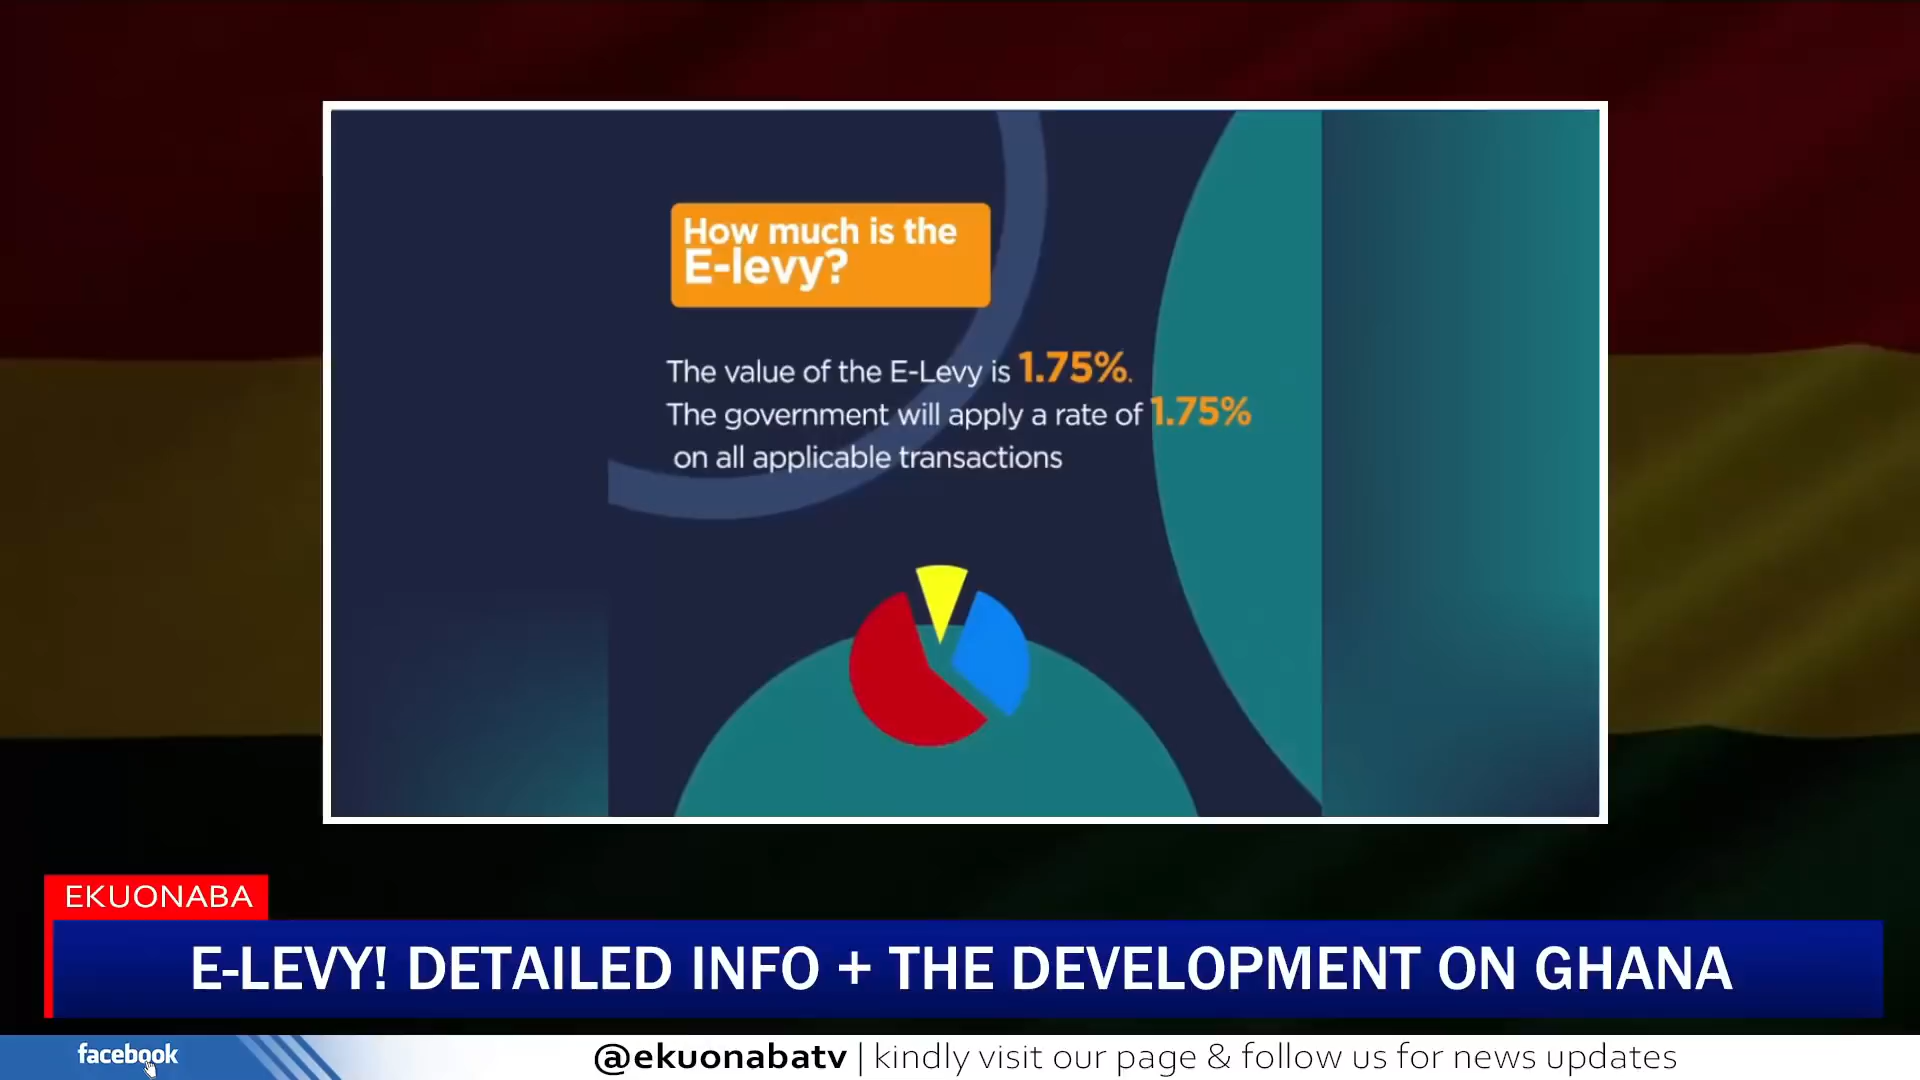 How much is the
E-levy?
The value of the E-Levy is 1.75%.
The government will apply a rate of 1.75%
on all applicable transactions
EKUONABA
E-LEVY! DETAILED INFO + THE DEVELOPMENT ON GHANA
facebook
@ekuonabatv | kindly visit our page & follow us for news updates